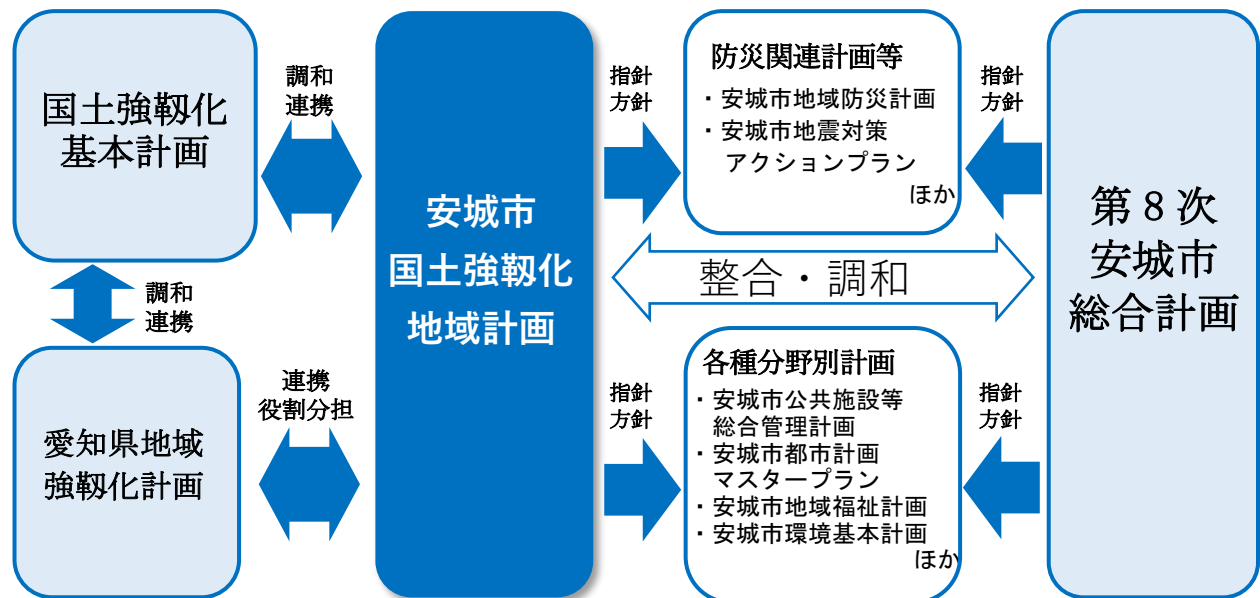 国土強靱化
基本計画
調和
連携
調和
連携
愛知県地域
強靱化計画
連携
役割分担
安城市
国土強靱化
地域計画
指針
方針
防災関連計画等
・安城市地域防災計画
・安城市地震対策
アクションプラン
ほか
指針
方針
整合・調和
指針
方針
各種分野別計画
・安城市公共施設等
総合管理計画
・安城市都市計画
マスタープラン
・安城市地域福祉計画
・安城市環境基本計画
ほか
指針
方針
第 8 次
安城市
総合計画